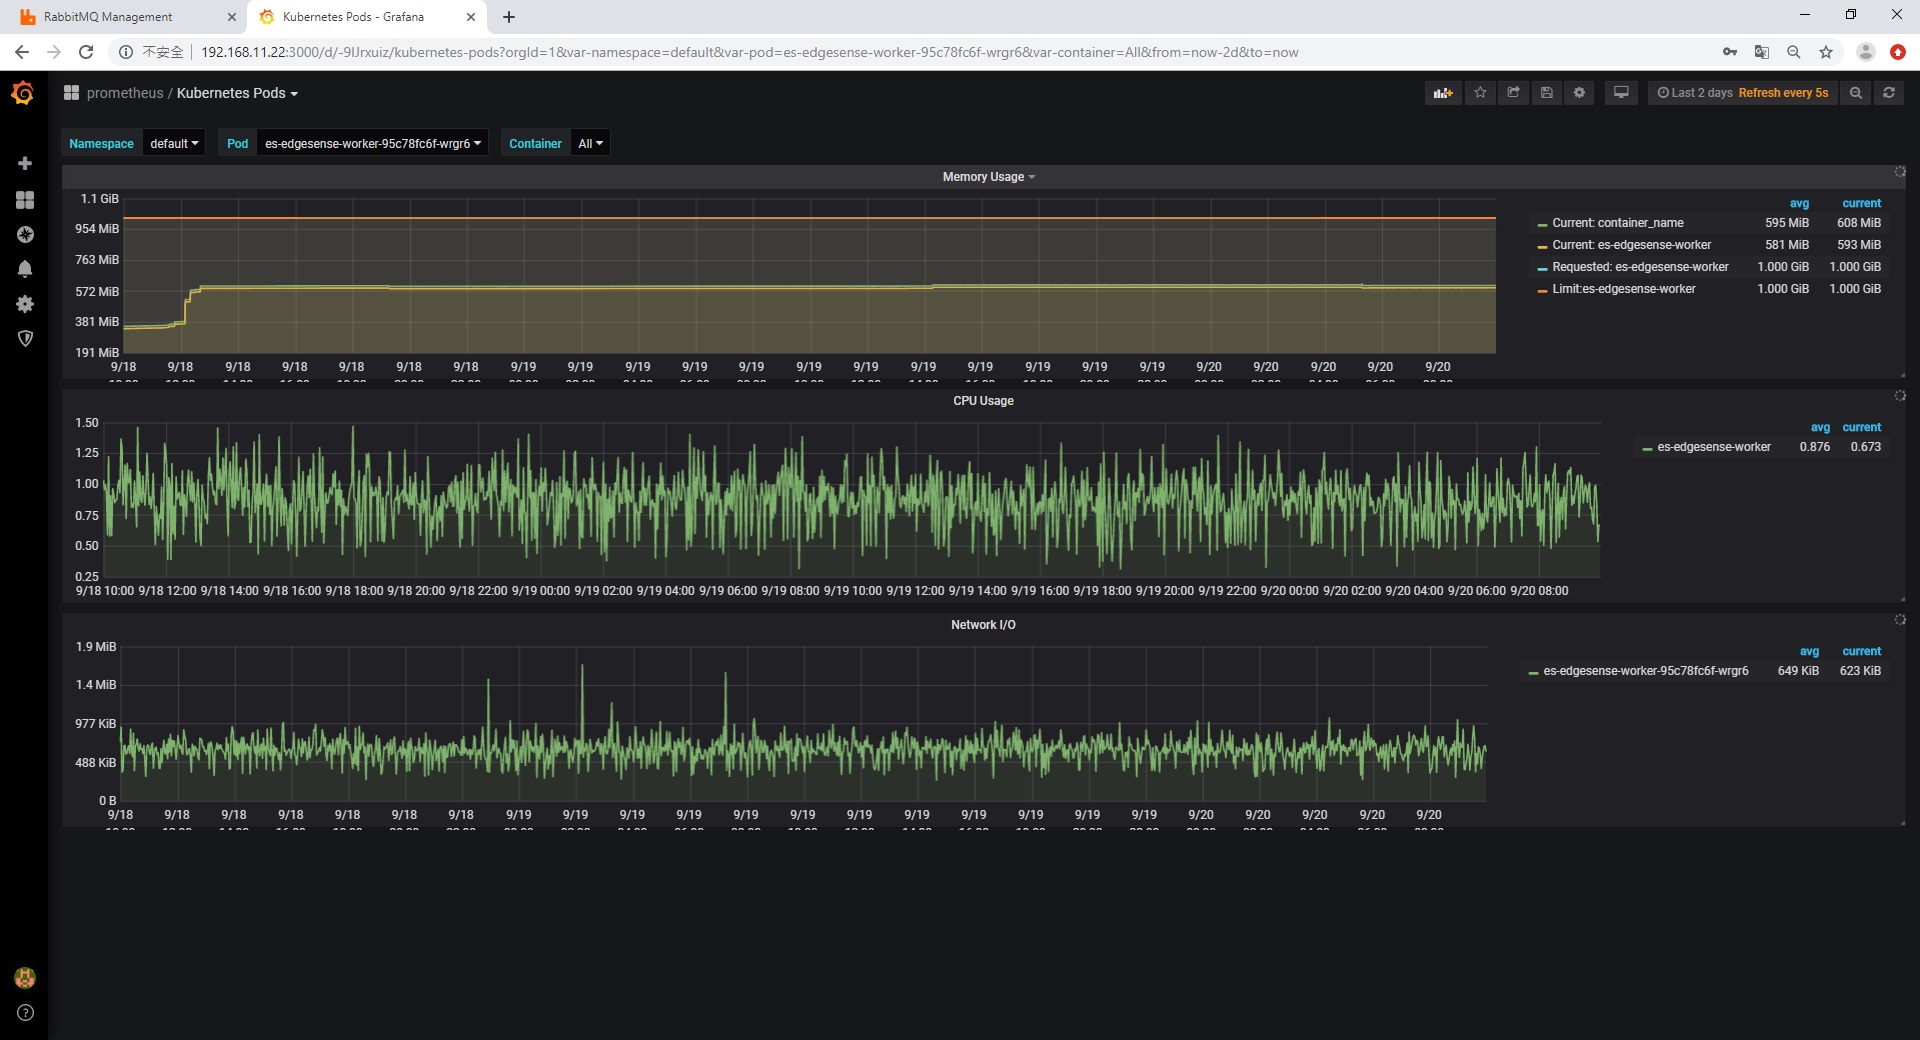 RabbitMQ Management
Kubernetes Pods - Grafana
不安全 192.168.11.22:3000/d/-9IJrxuiz/kubernetes-pods?orgId=1&var-namespace=default&var-pod=es-edgesense-worker-95c78fc6f-wrgr6&var-container=All&from=now-2d&to=now
prometheus / Kubernetes Pods
Last 2 days Refresh every 5s
Namespace default Pod es-edgesense-worker-95c78fc6f-wrgr6 Container All
Memory Usage
1.1 GiB
954 MiB
763 MiB
572 MiB
381 MiB
191 MiB
9/18 9/18 9/18 9/18 9/18 9/18 9/18 9/19 9/19 9/19 9/19 9/19 9/19 9/19 9/19 9/19 9/19 9/19 9/19 9/20 9/20 9/20 9/20 9/20
avg current
Current: container_name 595 MiB 608 MiB
Current: es-edgesense-worker 581 MiB 593 MiB
Requested: es-edgesense-worker 1.000 GiB 1.000 GiB
Limit:es-edgesense-worker 1.000 GiB 1.000 GiB
CPU Usage
1.50
1.25
1.00
0.75
0.50
0.25
9/18 10:00 9/18 12:00 9/18 14:00 9/18 16:00 9/18 18:00 9/18 20:00 9/18 22:00 9/19 00:00 9/19 02:00 9/19 04:00 9/19 06:00 9/19 08:00 9/19 10:00 9/19 12:00 9/19 14:00 9/19 16:00 9/19 18:00 9/19 20:00 9/19 22:00 9/20 00:00 9/20 02:00 9/20 04:00 9/20 06:00 9/20 08:00
avg current
es-edgesense-worker 0.876 0.673
Network I/O
1.9 MiB
1.4 MiB
977 KiB
488 KiB
0 B
9/18 9/18 9/18 9/18 9/18 9/18 9/18 9/19 9/19 9/19 9/19 9/19 9/19 9/19 9/19 9/19 9/19 9/19 9/19 9/20 9/20 9/20 9/20 9/20
avg current
es-edgesense-worker-95c78fc6f-wrgr6 649 KiB 623 KiB